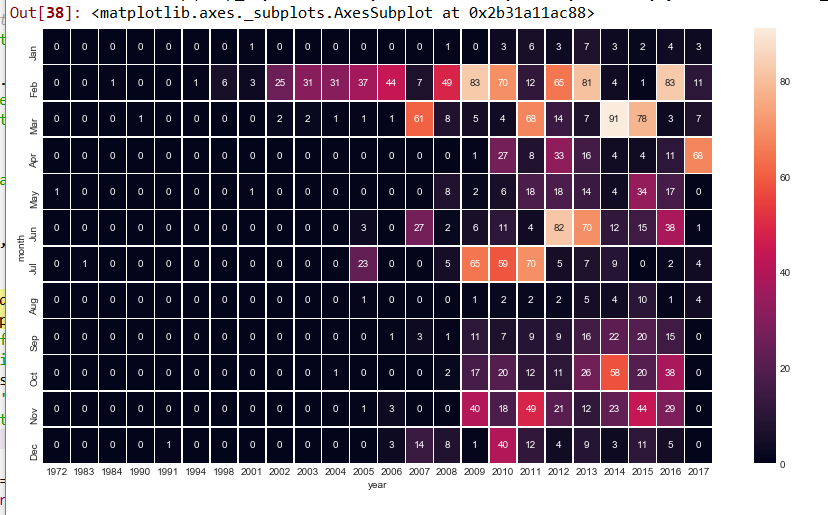 Out[38]: <matplotlib.axes._subplots.AxesSubplot at 0x2b31a11ac88>
Jan 0 0 0 0 0 0 0 1 0 0 0 0 0 0 1 0 3 6 3 7 3 2 4 3
80
Feb 0 0 1 0 0 1 6 3 25 31 31 37 44 7 49 83 70 12 65 81 4 1 83 11
Mar 0 0 0 1 0 0 0 0 2 2 1 1 1 61 8 5 4 68 14 7 91 78 3 7
Apr 0 0 0 0 0 0 0 0 0 0 0 0 0 0 0 1 27 8 33 16 4 4 11 68
60
May 1 0 0 0 0 0 0 1 0 0 0 0 0 0 8 2 6 18 18 14 4 34 17 0
Jun 0 0 0 0 0 0 0 0 0 0 0 3 0 27 2 6 11 4 82 70 12 15 38 1
month
Jul 0 1 0 0 0 0 0 0 0 0 0 23 0 0 5 65 59 70 5 7 9 0 2 4
40
Aug 0 0 0 0 0 0 0 0 0 0 0 1 0 0 0 1 2 2 2 5 4 10 1 4
Sep 0 0 0 0 0 0 0 0 0 0 0 0 1 3 1 11 7 9 9 16 22 20 15 0
20
Oct 0 0 0 0 0 0 0 0 0 0 1 0 0 0 2 17 20 12 11 26 58 20 38 0
Nov 0 0 0 0 0 0 0 0 0 0 0 1 3 0 0 40 18 49 21 12 23 44 29 0
Dec 0 0 0 0 1 0 0 0 0 0 0 0 3 14 8 1 40 12 4 9 3 11 5 0
0
1972 1983 1984 1990 1991 1994 1998 2001 2002 2003 2004 2005 2006 2007 2008 2009 2010 2011 2012 2013 2014 2015 2016 2017
year